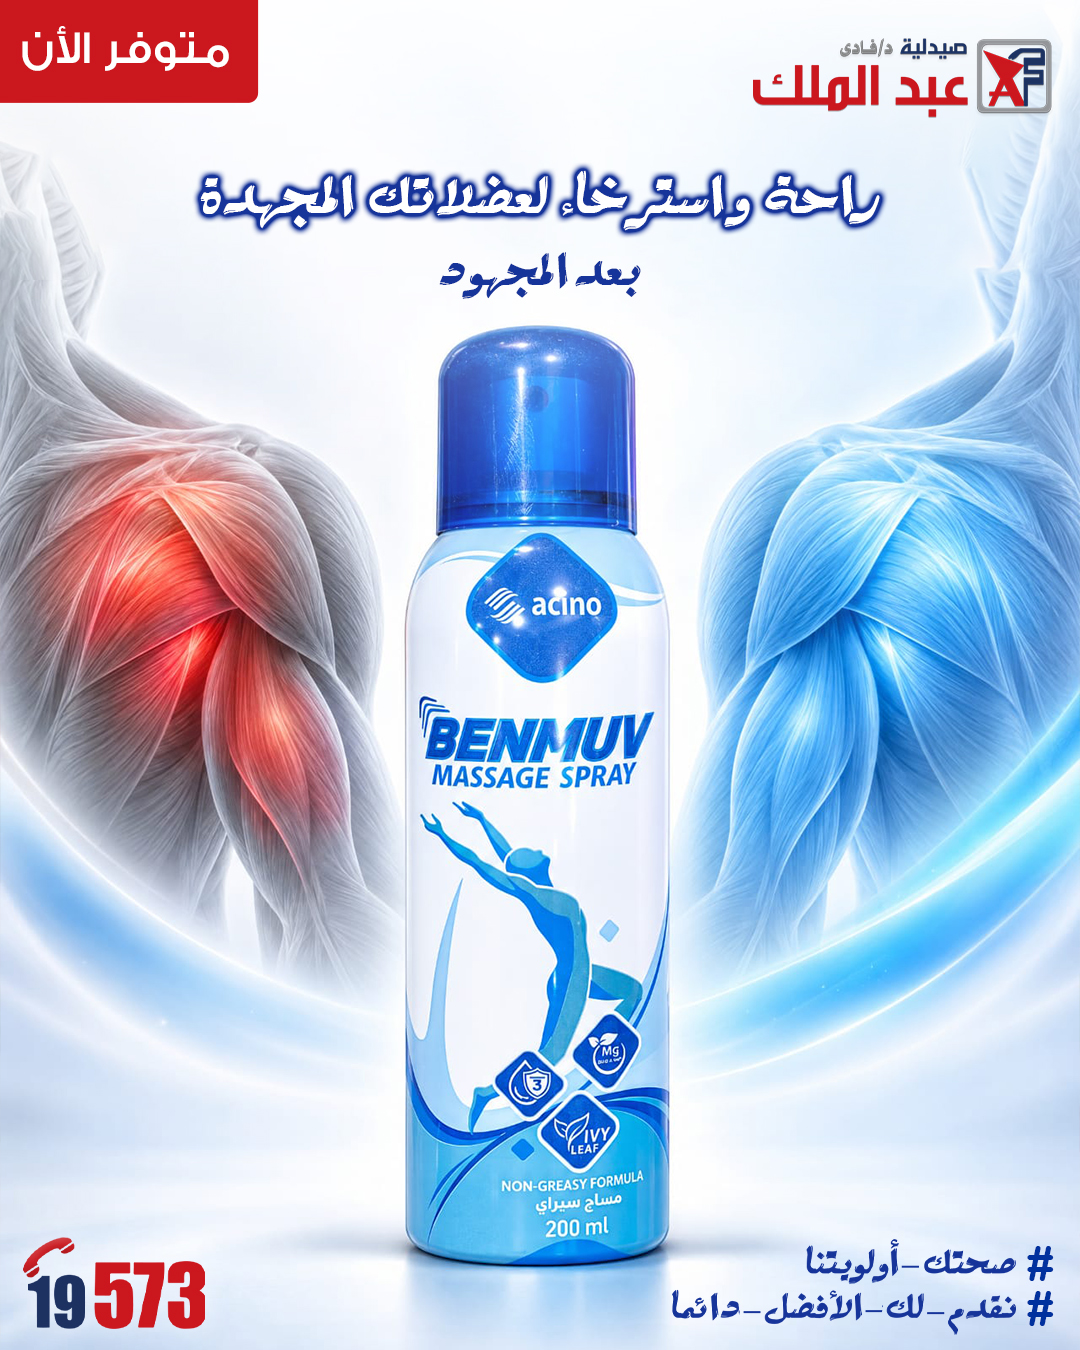 متوفر الأن
صيدلية د/فادى
عبد الملك
راحة واسترخاء لعضلاتك المجهدة
بعد المجهود
acino
BENMUV
MASSAGE SPRAY
Mg
3
IVY
LEAF
NON-GREASY FORMULA
مساج سبراي
200 ml
# صحتك-أولويتنا
# نقدم-لك-الأفضل-دائما
19573